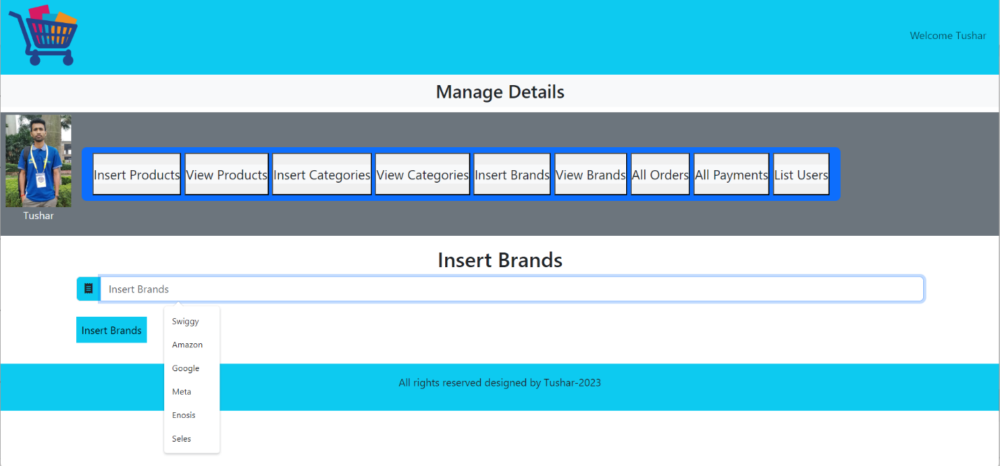 Welcome Tushar
Manage Details
Insert Products View Products Insert Categories View Categories Insert Brands View Brands All Orders All Payments List Users
Tushar
Insert Brands
Insert Brands
Insert Brands
Swiggy
Amazon
Google
Meta
Enosis
Seles
All rights reserved designed by Tushar-2023